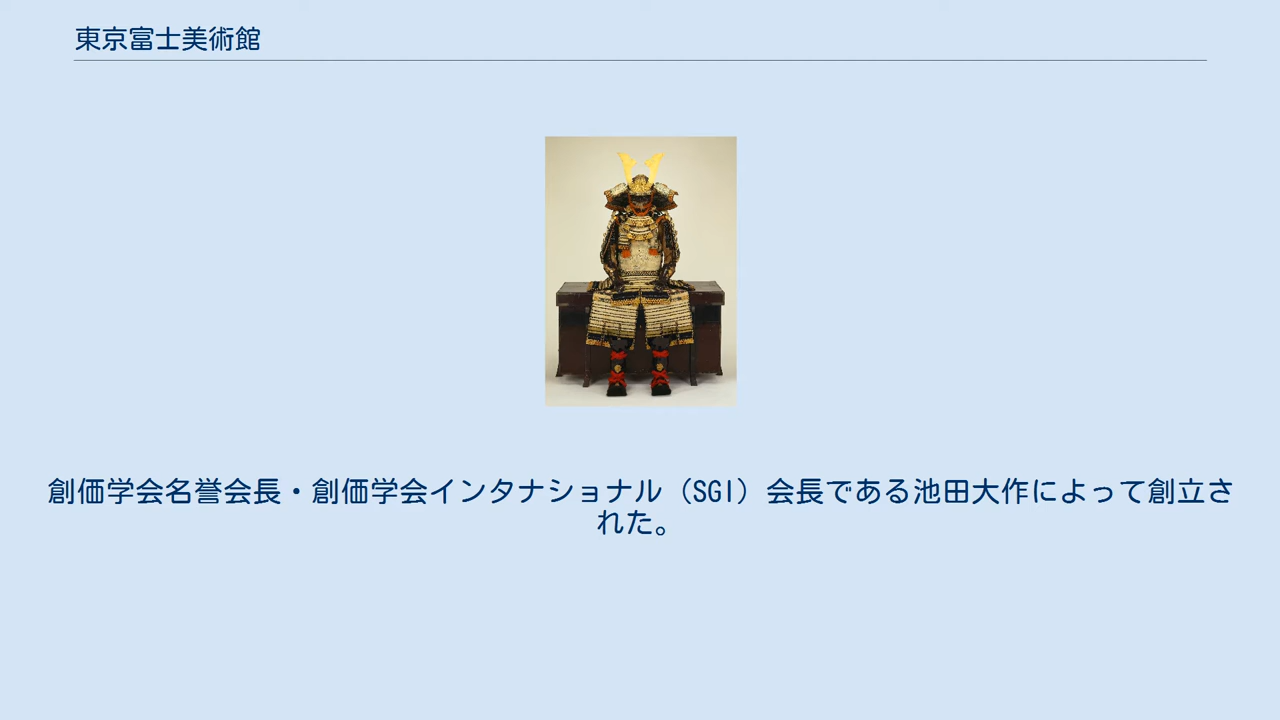 東京富士美術館
創価学会名誉会長・創価学会インタナショナル（SGI）会長である池田大作によって創立さ
れた。